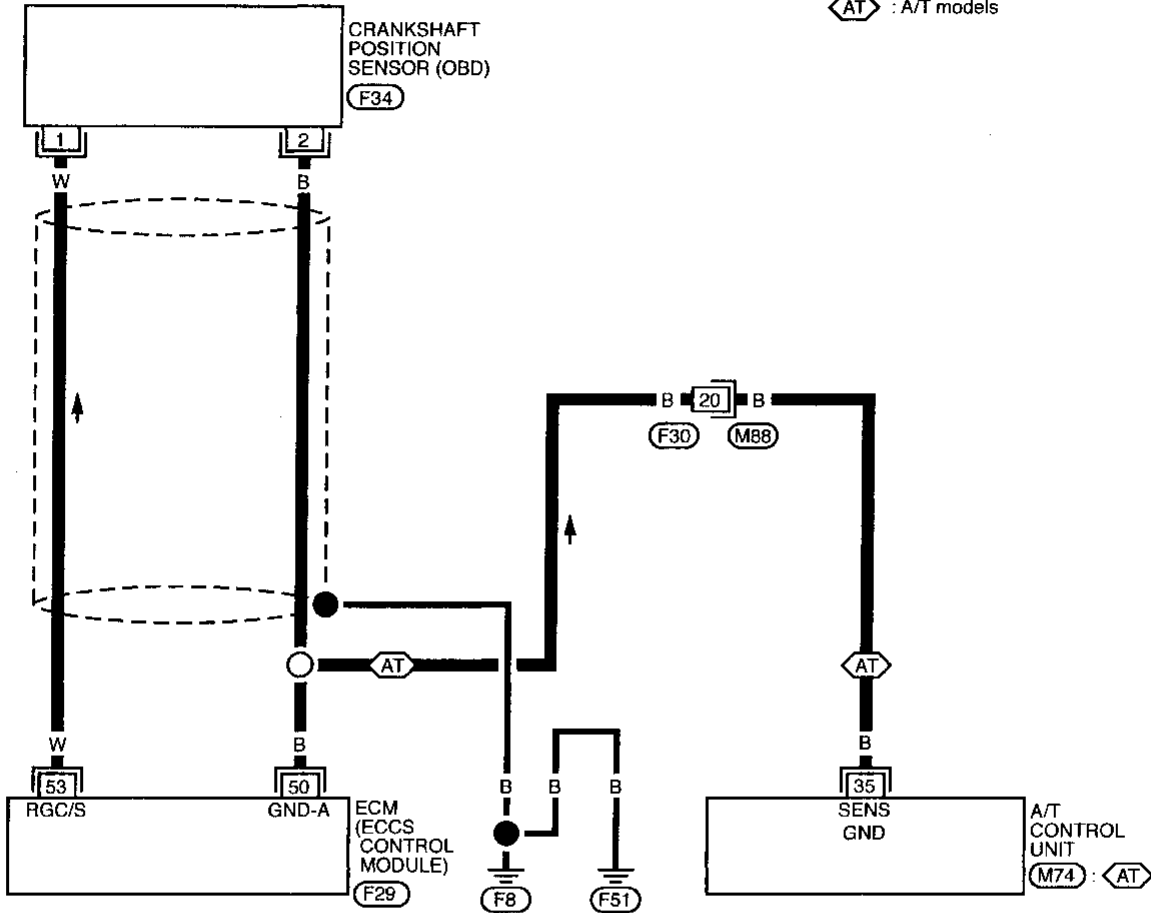 AT : A/T models
CRANKSHAFT
POSITION
SENSOR (OBD)
F34
1 2
W B
B 20 B
F30 M88
AT AT
W B B
B B B
53 50 35
RGC/S GND-A
ECM
(ECCS
CONTROL
MODULE)
F29
SENS
GND
A/T
CONTROL
UNIT
M74 : AT
F8 F51